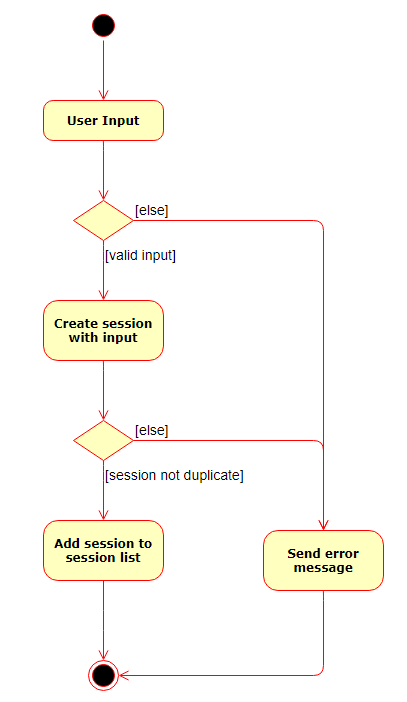 User Input
[else]
[valid input]
Create session
with input
[else]
[session not duplicate]
Add session to
session list
Send error
message